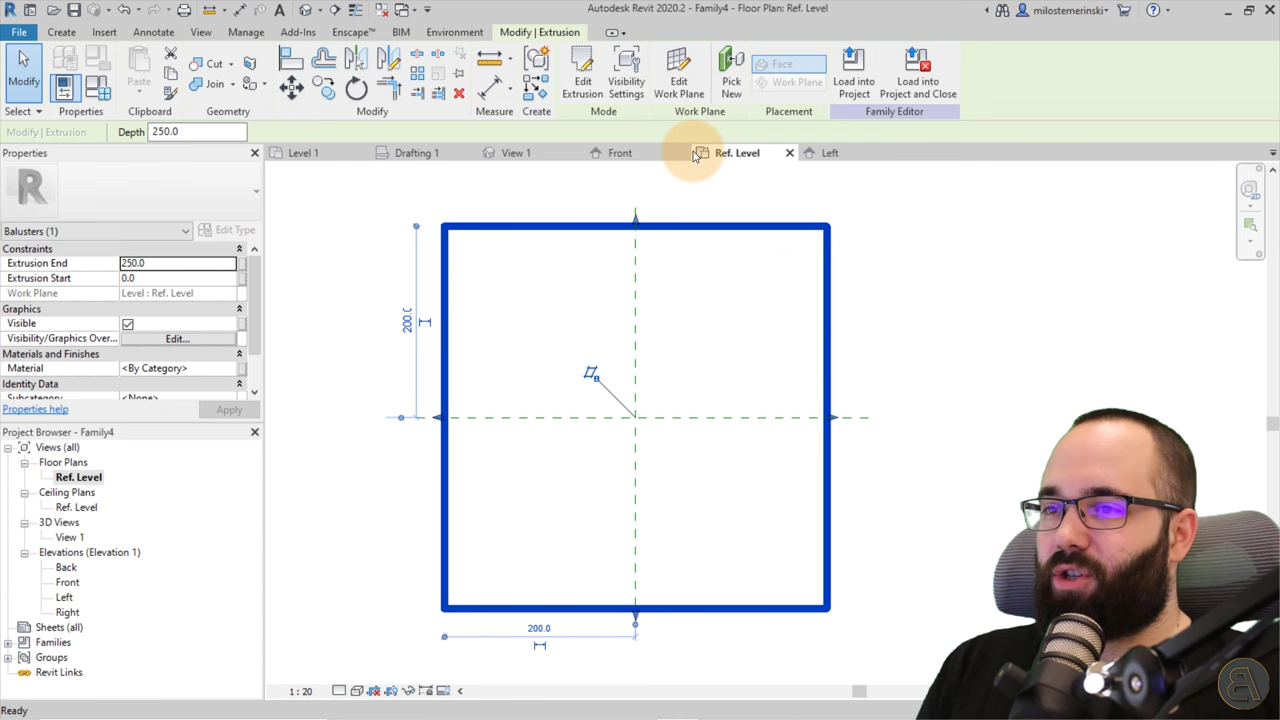 Autodesk Revit 2020.2 - Family4 - Floor Plan: Ref. Level
milostemerinski
File Create Insert Annotate View Manage Add-Ins Enscape™ BIM Environment Modify | Extrusion
Modify
Paste
Cut
Join
Edit Extrusion
Visibility Settings
Edit Work Plane
Pick New
Face
Work Plane
Load into Project
Load into Project and Close
Select Properties Clipboard Geometry Modify Measure Create Mode Work Plane Placement Family Editor
Modify | Extrusion Depth 250.0
Properties
Level 1 Drafting 1 View 1 Front Ref. Level Left
R
Balusters (1) Edit Type
Constraints
Extrusion End 250.0
Extrusion Start 0.0
Work Plane Level : Ref. Level
Graphics
Visible
Visibility/Graphics Over... Edit...
Materials and Finishes
Material <By Category>
Identity Data
Subcategory <None>
Properties help Apply
Project Browser - Family4
Views (all)
Floor Plans
Ref. Level
Ceiling Plans
Ref. Level
3D Views
View 1
Elevations (Elevation 1)
Back
Front
Left
Right
Sheets (all)
Families
Groups
Revit Links
200.0
200.0
1 : 20
Ready